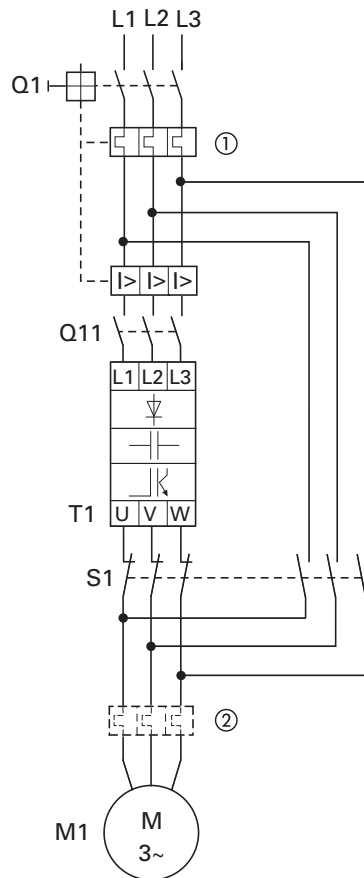 L1 L2 L3
Q1
①
I> I> I>
Q11
L1 L2 L3
T1 U V W
S1
②
M1 M
3~